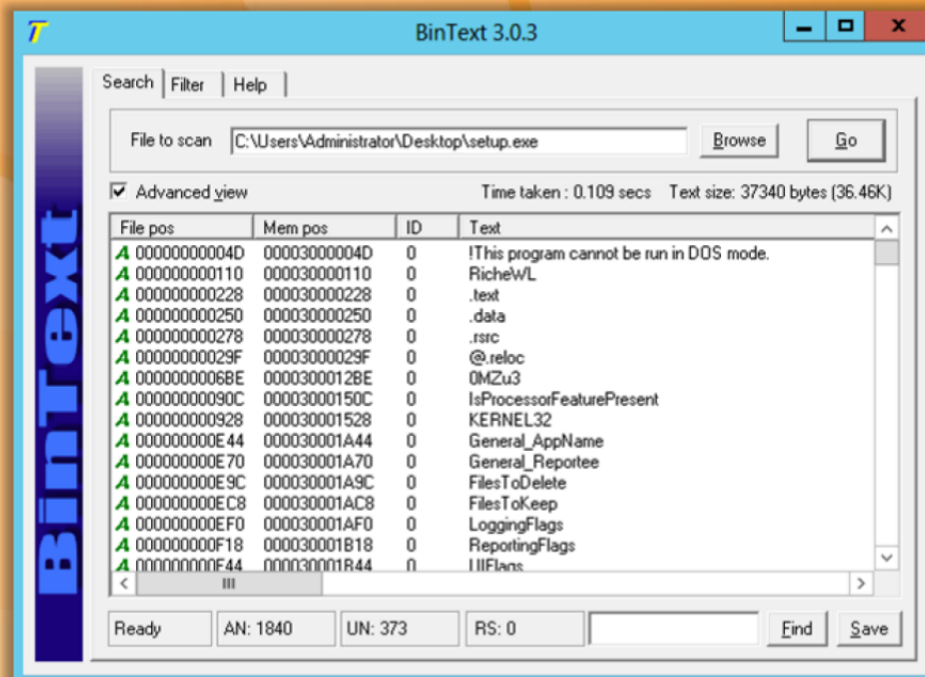 BinText 3.0.3
Search Filter Help
File to scan C:\Users\Administrator\Desktop\setup.exe Browse Go
Advanced view Time taken : 0.109 secs Text size: 37340 bytes (36.46K)
File pos Mem pos ID Text
A 00000000004D 00003000004D 0 !This program cannot be run in DOS mode.
A 000000000110 000030000110 0 RicheWL
A 000000000228 000030000228 0 .text
A 000000000250 000030000250 0 .data
A 000000000278 000030000278 0 .rsrc
A 00000000029F 00003000029F 0 @.reloc
A 0000000006BE 0000300012BE 0 0MZu3
A 00000000090C 00003000150C 0 IsProcessorFeaturePresent
A 000000000928 000030001528 0 KERNEL32
A 000000000E44 000030001A44 0 General_AppName
A 000000000E70 000030001A70 0 General_Reportee
A 000000000E9C 000030001A9C 0 FilesToDelete
A 000000000EC8 000030001AC8 0 FilesToKeep
A 000000000EF0 000030001AF0 0 LoggingFlags
A 000000000F18 000030001B18 0 ReportingFlags
A 000000000F44 000030001B44 0 UIFlags
BinText
Ready AN: 1840 UN: 373 RS: 0 Find Save